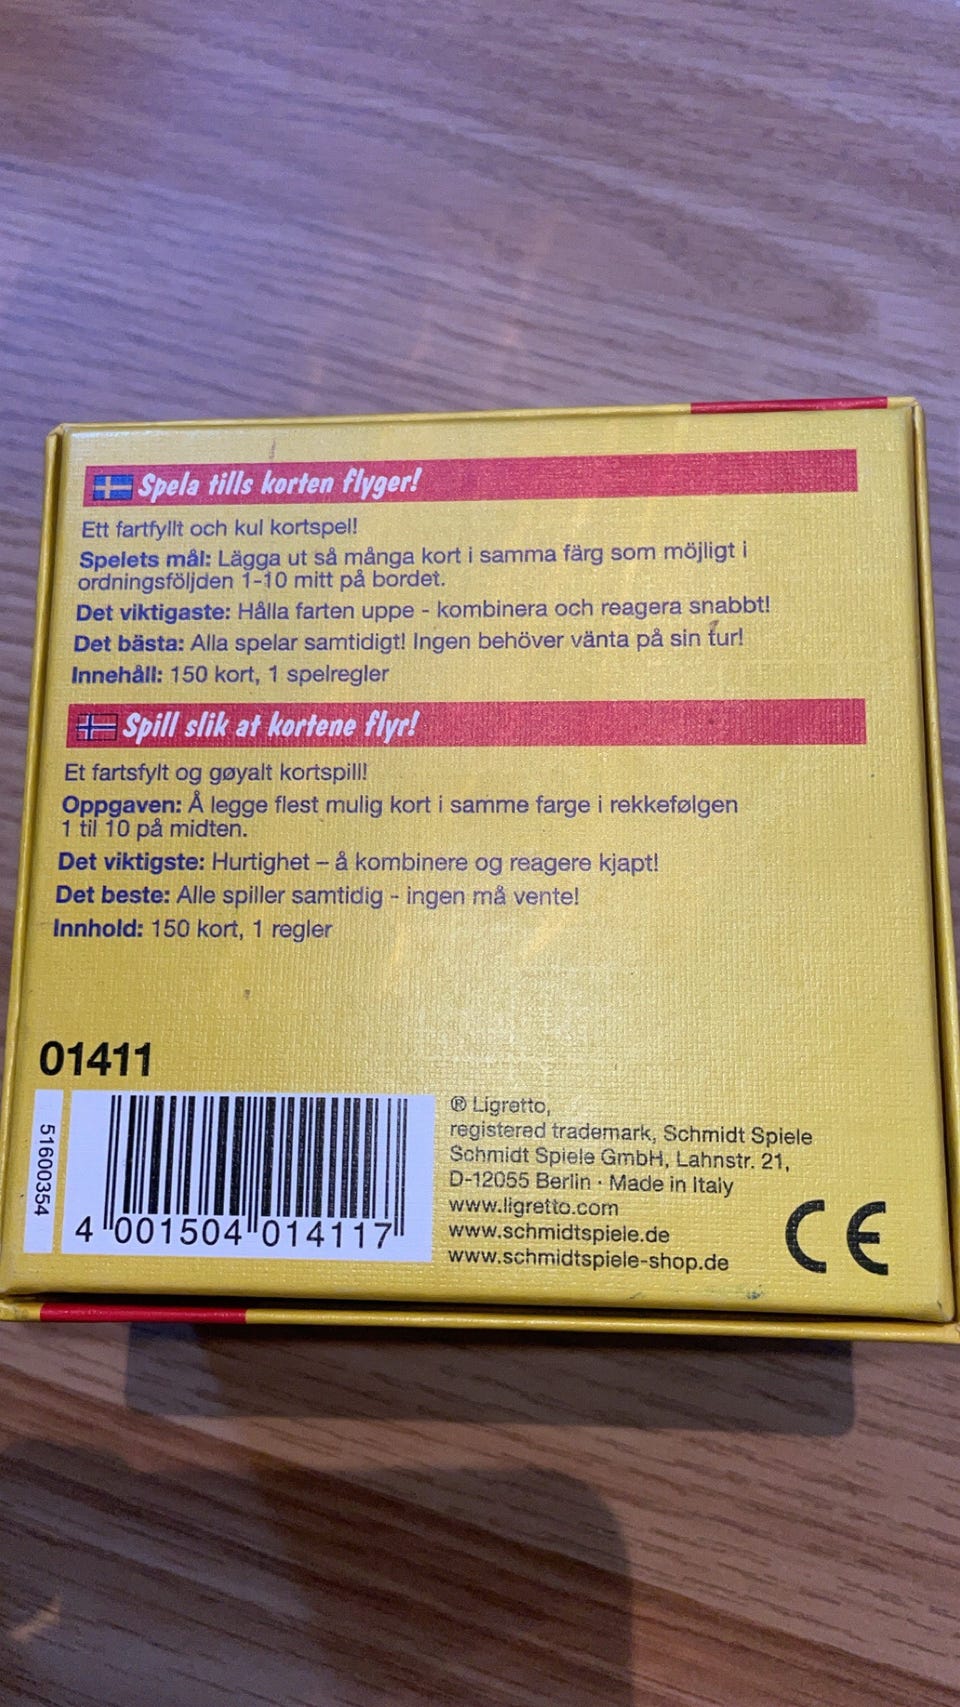 Spela tills korten flyger!
Ett fartfyllt och kul kortspel!
Spelets mål: Lägga ut så många kort i samma färg som möjligt i
ordningsföljden 1-10 mitt på bordet.
Det viktigaste: Hålla farten uppe - kombinera och reagera snabbt!
Det bästa: Alla spelar samtidigt! Ingen behöver vänta på sin tur!
Innehåll: 150 kort, 1 spelregler
Spill slik at kortene flyr!
Et fartsfylt og gøyalt kortspill!
Oppgaven: Å legge flest mulig kort i samme farge i rekkefølgen
1 til 10 på midten.
Det viktigste: Hurtighet – å kombinere og reagere kjapt!
Det beste: Alle spiller samtidig - ingen må vente!
Innhold: 150 kort, 1 regler
01411
51600354
4 001504 014117
® Ligretto,
registered trademark, Schmidt Spiele
Schmidt Spiele GmbH, Lahnstr. 21,
D-12055 Berlin · Made in Italy
www.ligretto.com
www.schmidtspiele.de
www.schmidtspiele-shop.de
CE